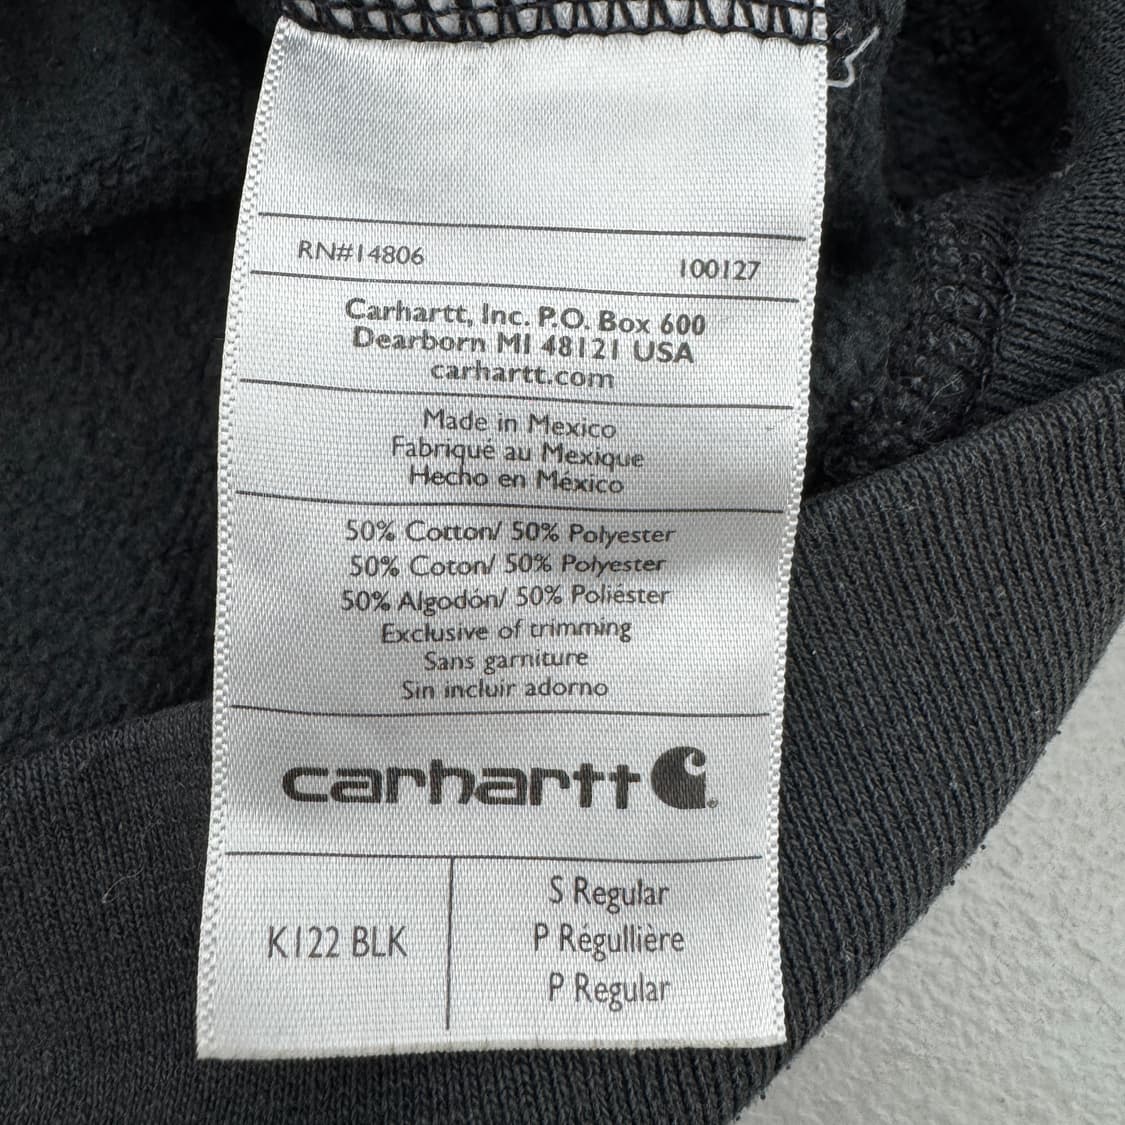 RN#14806 100127
Carhartt, Inc. P.O. Box 600
Dearborn MI 48121 USA
carhartt.com
Made in Mexico
Fabriqué au Mexique
Hecho en México
50% Cotton/ 50% Polyester
50% Coton/ 50% Polyester
50% Algodón/ 50% Poliéster
Exclusive of trimming
Sans garniture
Sin incluir adorno
carhartt
K122 BLK
S Regular
P Régullière
P Regular